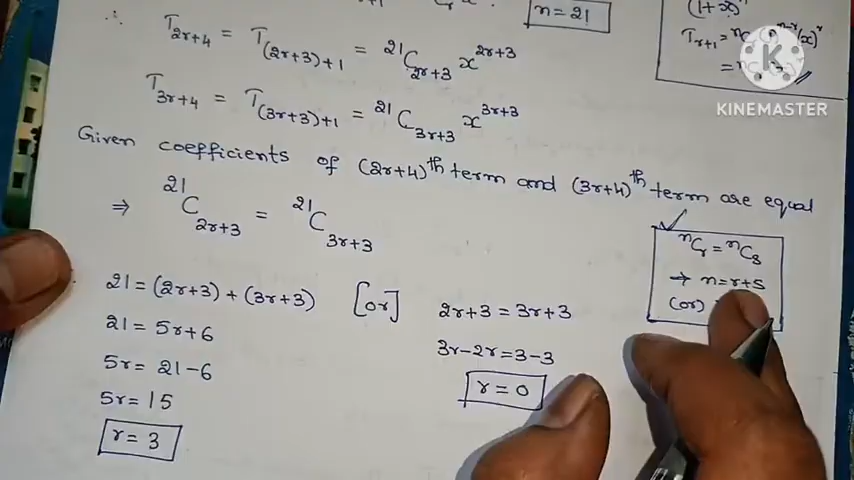 n = 21
(1+x)ⁿ
∴ T₂ᵣ₊₄ = T₍₂ᵣ₊₃₎₊₁ = ²¹C₂ᵣ₊₃ x²ʳ⁺³
Tᵣ₊₁ =
KINEMASTER
T₃ᵣ₊₄ = T₍₃ᵣ₊₃₎₊₁ = ²¹C₃ᵣ₊₃ x³ʳ⁺³
Given coefficients of (2r+4)th term and (3r+4)th term are equal
⇒ ²¹C₂ᵣ₊₃ = ²¹C₃ᵣ₊₃
ⁿCᵣ = ⁿCₛ
→ n = r+s
(or)
21 = (2r+3) + (3r+3) [or] 2r+3 = 3r+3
21 = 5r+6
3r-2r = 3-3
5r = 21-6
r = 0
5r = 15
r = 3